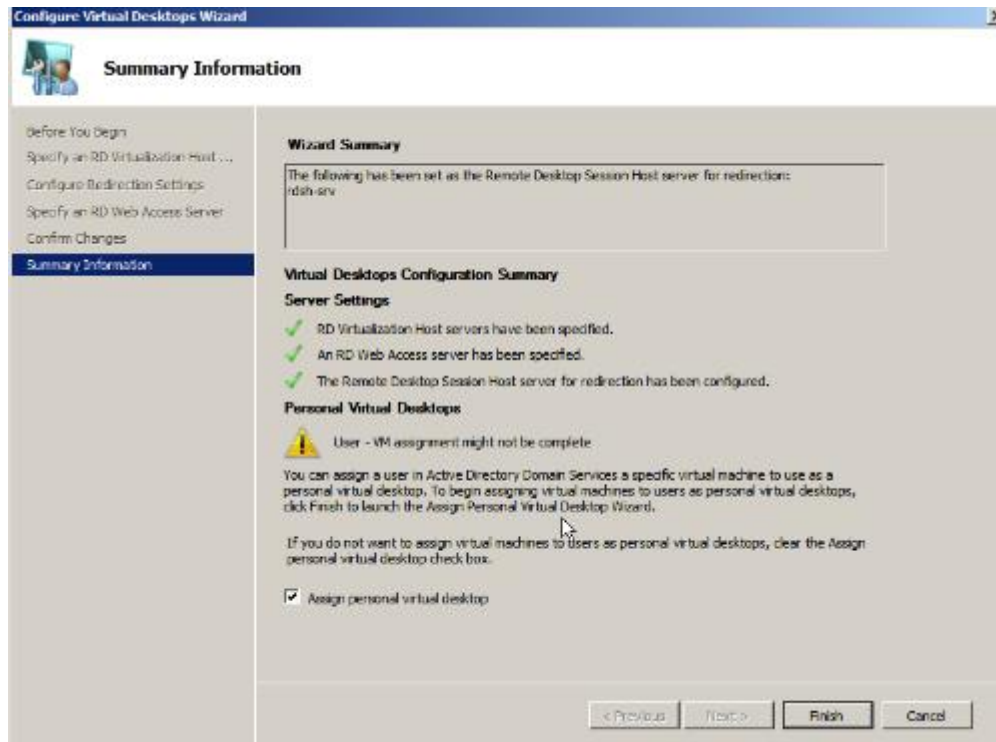 Configure Virtual Desktops Wizard
Summary Information
Before You Begin
Specify an RD Virtualization Host ...
Configure Redirection Settings
Specify an RD Web Access Server
Confirm Changes
Summary Information
Wizard Summary
The following has been set as the Remote Desktop Session Host server for redirection:
rdsh-srv
Virtual Desktops Configuration Summary
Server Settings
RD Virtualization Host servers have been specified.
An RD Web Access server has been specified.
The Remote Desktop Session Host server for redirection has been configured.
Personal Virtual Desktops
User - VM assignment might not be complete
You can assign a user in Active Directory Domain Services a specific virtual machine to use as a
personal virtual desktop. To begin assigning virtual machines to users as personal virtual desktops,
click Finish to launch the Assign Personal Virtual Desktop Wizard.
If you do not want to assign virtual machines to users as personal virtual desktops, clear the Assign
personal virtual desktop check box.
Assign personal virtual desktop
< Previous
Next >
Finish
Cancel